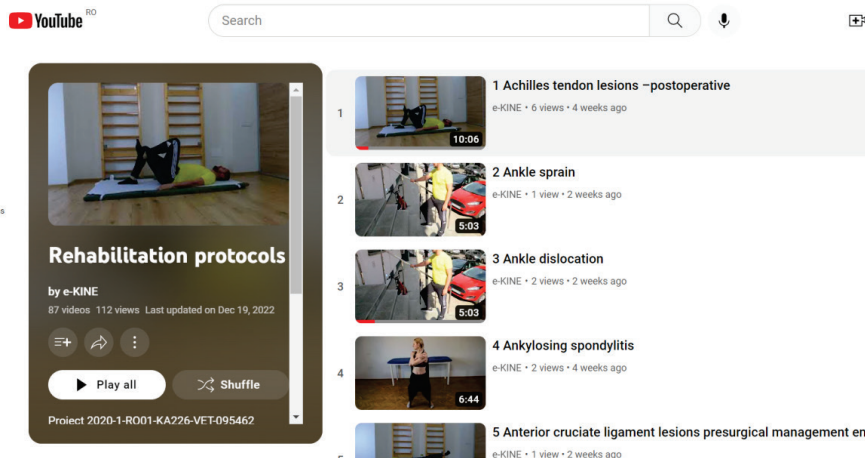 YouTube RO
Search
s
Rehabilitation protocols
by e-KINE
87 videos 112 views Last updated on Dec 19, 2022
Play all
Shuffle
Project 2020-1-RO01-KA226-VET-095462
1
10:06
1 Achilles tendon lesions –postoperative
e-KINE • 6 views • 4 weeks ago
2
5:03
2 Ankle sprain
e-KINE • 1 view • 2 weeks ago
3
5:03
3 Ankle dislocation
e-KINE • 2 views • 2 weeks ago
4
6:44
4 Ankylosing spondylitis
e-KINE • 2 views • 4 weeks ago
5 Anterior cruciate ligament lesions presurgical management en
e-KINE • 1 view • 2 weeks ago